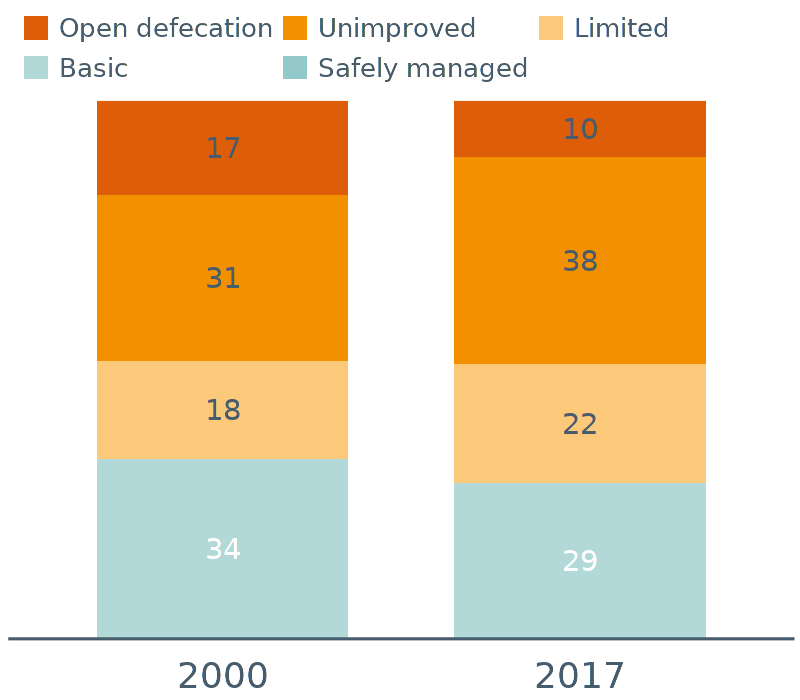 Open defecation Unimproved Limited
Basic Safely managed
17 10
31 38
18 22
34 29
2000 2017